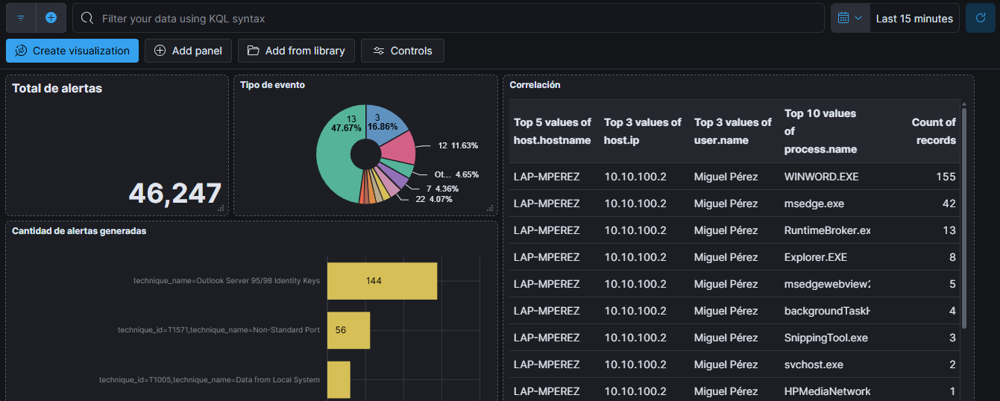 Filter your data using KQL syntax
Last 15 minutes
Create visualization
Add panel
Add from library
Controls
Total de alertas
46,247
Tipo de evento
13
47.67%
3
16.86%
12 11.63%
Ot... 4.65%
7 4.36%
22 4.07%
Cantidad de alertas generadas
technique_name=Outlook Server 95/98 Identity Keys
144
technique_id=T1571,technique_name=Non-Standard Port
56
technique_id=T1005,technique_name=Data from Local System
Correlación
Top 5 values of host.hostname Top 3 values of host.ip Top 3 values of user.name Top 10 values of process.name Count of records
LAP-MPEREZ 10.10.100.2 Miguel Pérez WINWORD.EXE 155
LAP-MPEREZ 10.10.100.2 Miguel Pérez msedge.exe 42
LAP-MPEREZ 10.10.100.2 Miguel Pérez RuntimeBroker.ex 13
LAP-MPEREZ 10.10.100.2 Miguel Pérez Explorer.EXE 8
LAP-MPEREZ 10.10.100.2 Miguel Pérez msedgewebview2 5
LAP-MPEREZ 10.10.100.2 Miguel Pérez backgroundTaskH 4
LAP-MPEREZ 10.10.100.2 Miguel Pérez SnippingTool.exe 3
LAP-MPEREZ 10.10.100.2 Miguel Pérez svchost.exe 2
LAP-MPEREZ 10.10.100.2 Miguel Pérez HPMediaNetwork 1